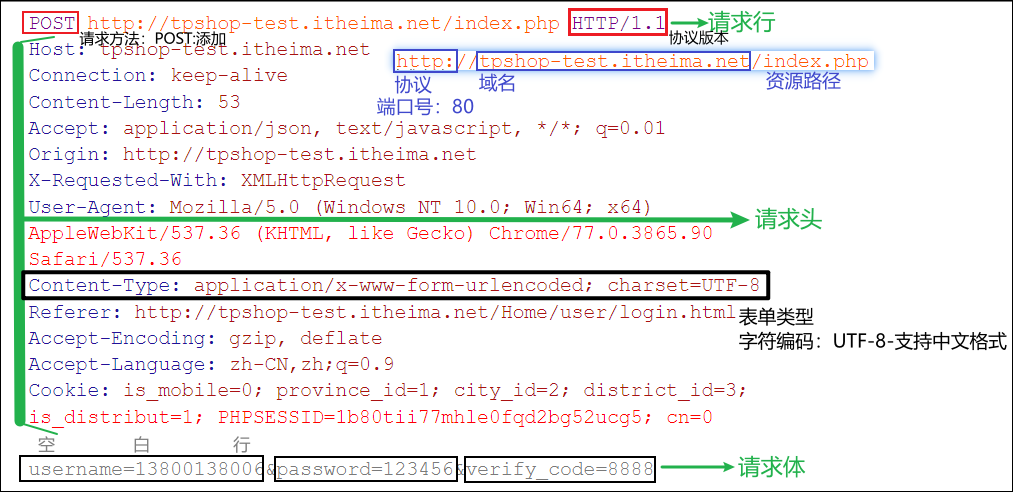 POST http://tpshop-test.itheima.net/index.php HTTP/1.1 请求行
请求方法：POST:添加
协议版本
Host: tpshop-test.itheima.net
http://tpshop-test.itheima.net/index.php
协议 域名 资源路径
端口号：80
Connection: keep-alive
Content-Length: 53
Accept: application/json, text/javascript, */*; q=0.01
Origin: http://tpshop-test.itheima.net
X-Requested-With: XMLHttpRequest
User-Agent: Mozilla/5.0 (Windows NT 10.0; Win64; x64)
请求头
AppleWebKit/537.36 (KHTML, like Gecko) Chrome/77.0.3865.90
Safari/537.36
Content-Type: application/x-www-form-urlencoded; charset=UTF-8
Referer: http://tpshop-test.itheima.net/Home/user/login.html
表单类型
字符编码：UTF-8-支持中文格式
Accept-Encoding: gzip, deflate
Accept-Language: zh-CN,zh;q=0.9
Cookie: is_mobile=0; province_id=1; city_id=2; district_id=3;
is_distribut=1; PHPSESSID=1b80tii77mhle0fqd2bg52ucg5; cn=0
空 白 行
username=13800138006&password=123456&verify_code=8888 请求体